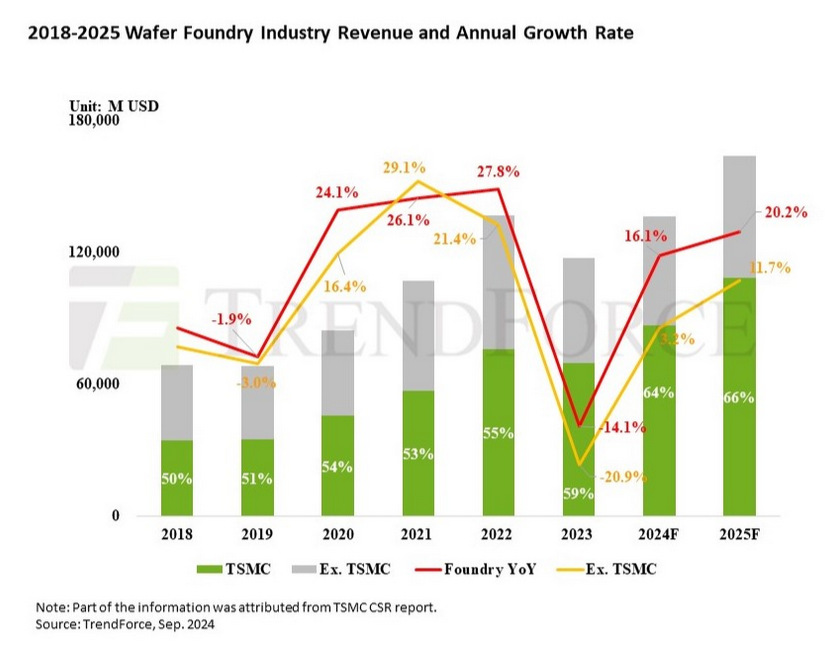 2018-2025 Wafer Foundry Industry Revenue and Annual Growth Rate
Unit: M USD
180,000
29.1%
27.8%
24.1%
26.1%
20.2%
16.1%
21.4%
120,000
11.7%
16.4%
TRENDFORCE
-1.9%
3.2%
60,000
-3.0%
64%
66%
-14.1%
55%
53%
54%
50%
51%
-20.9%
59%
0
2018
2019
2020
2021
2022
2023
2024F
2025F
TSMC
Ex. TSMC
Foundry YoY
Ex. TSMC
Note: Part of the information was attributed from TSMC CSR report.
Source: TrendForce, Sep. 2024